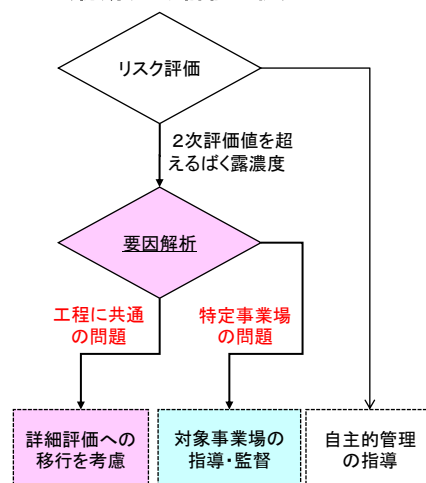 リスク評価
２次評価値を超
えるばく露濃度
要因解析
工程に共通
の問題
特定事業場
の問題
詳細評価への
移行を考慮
対象事業場の
指導・監督
自主的管理
の指導